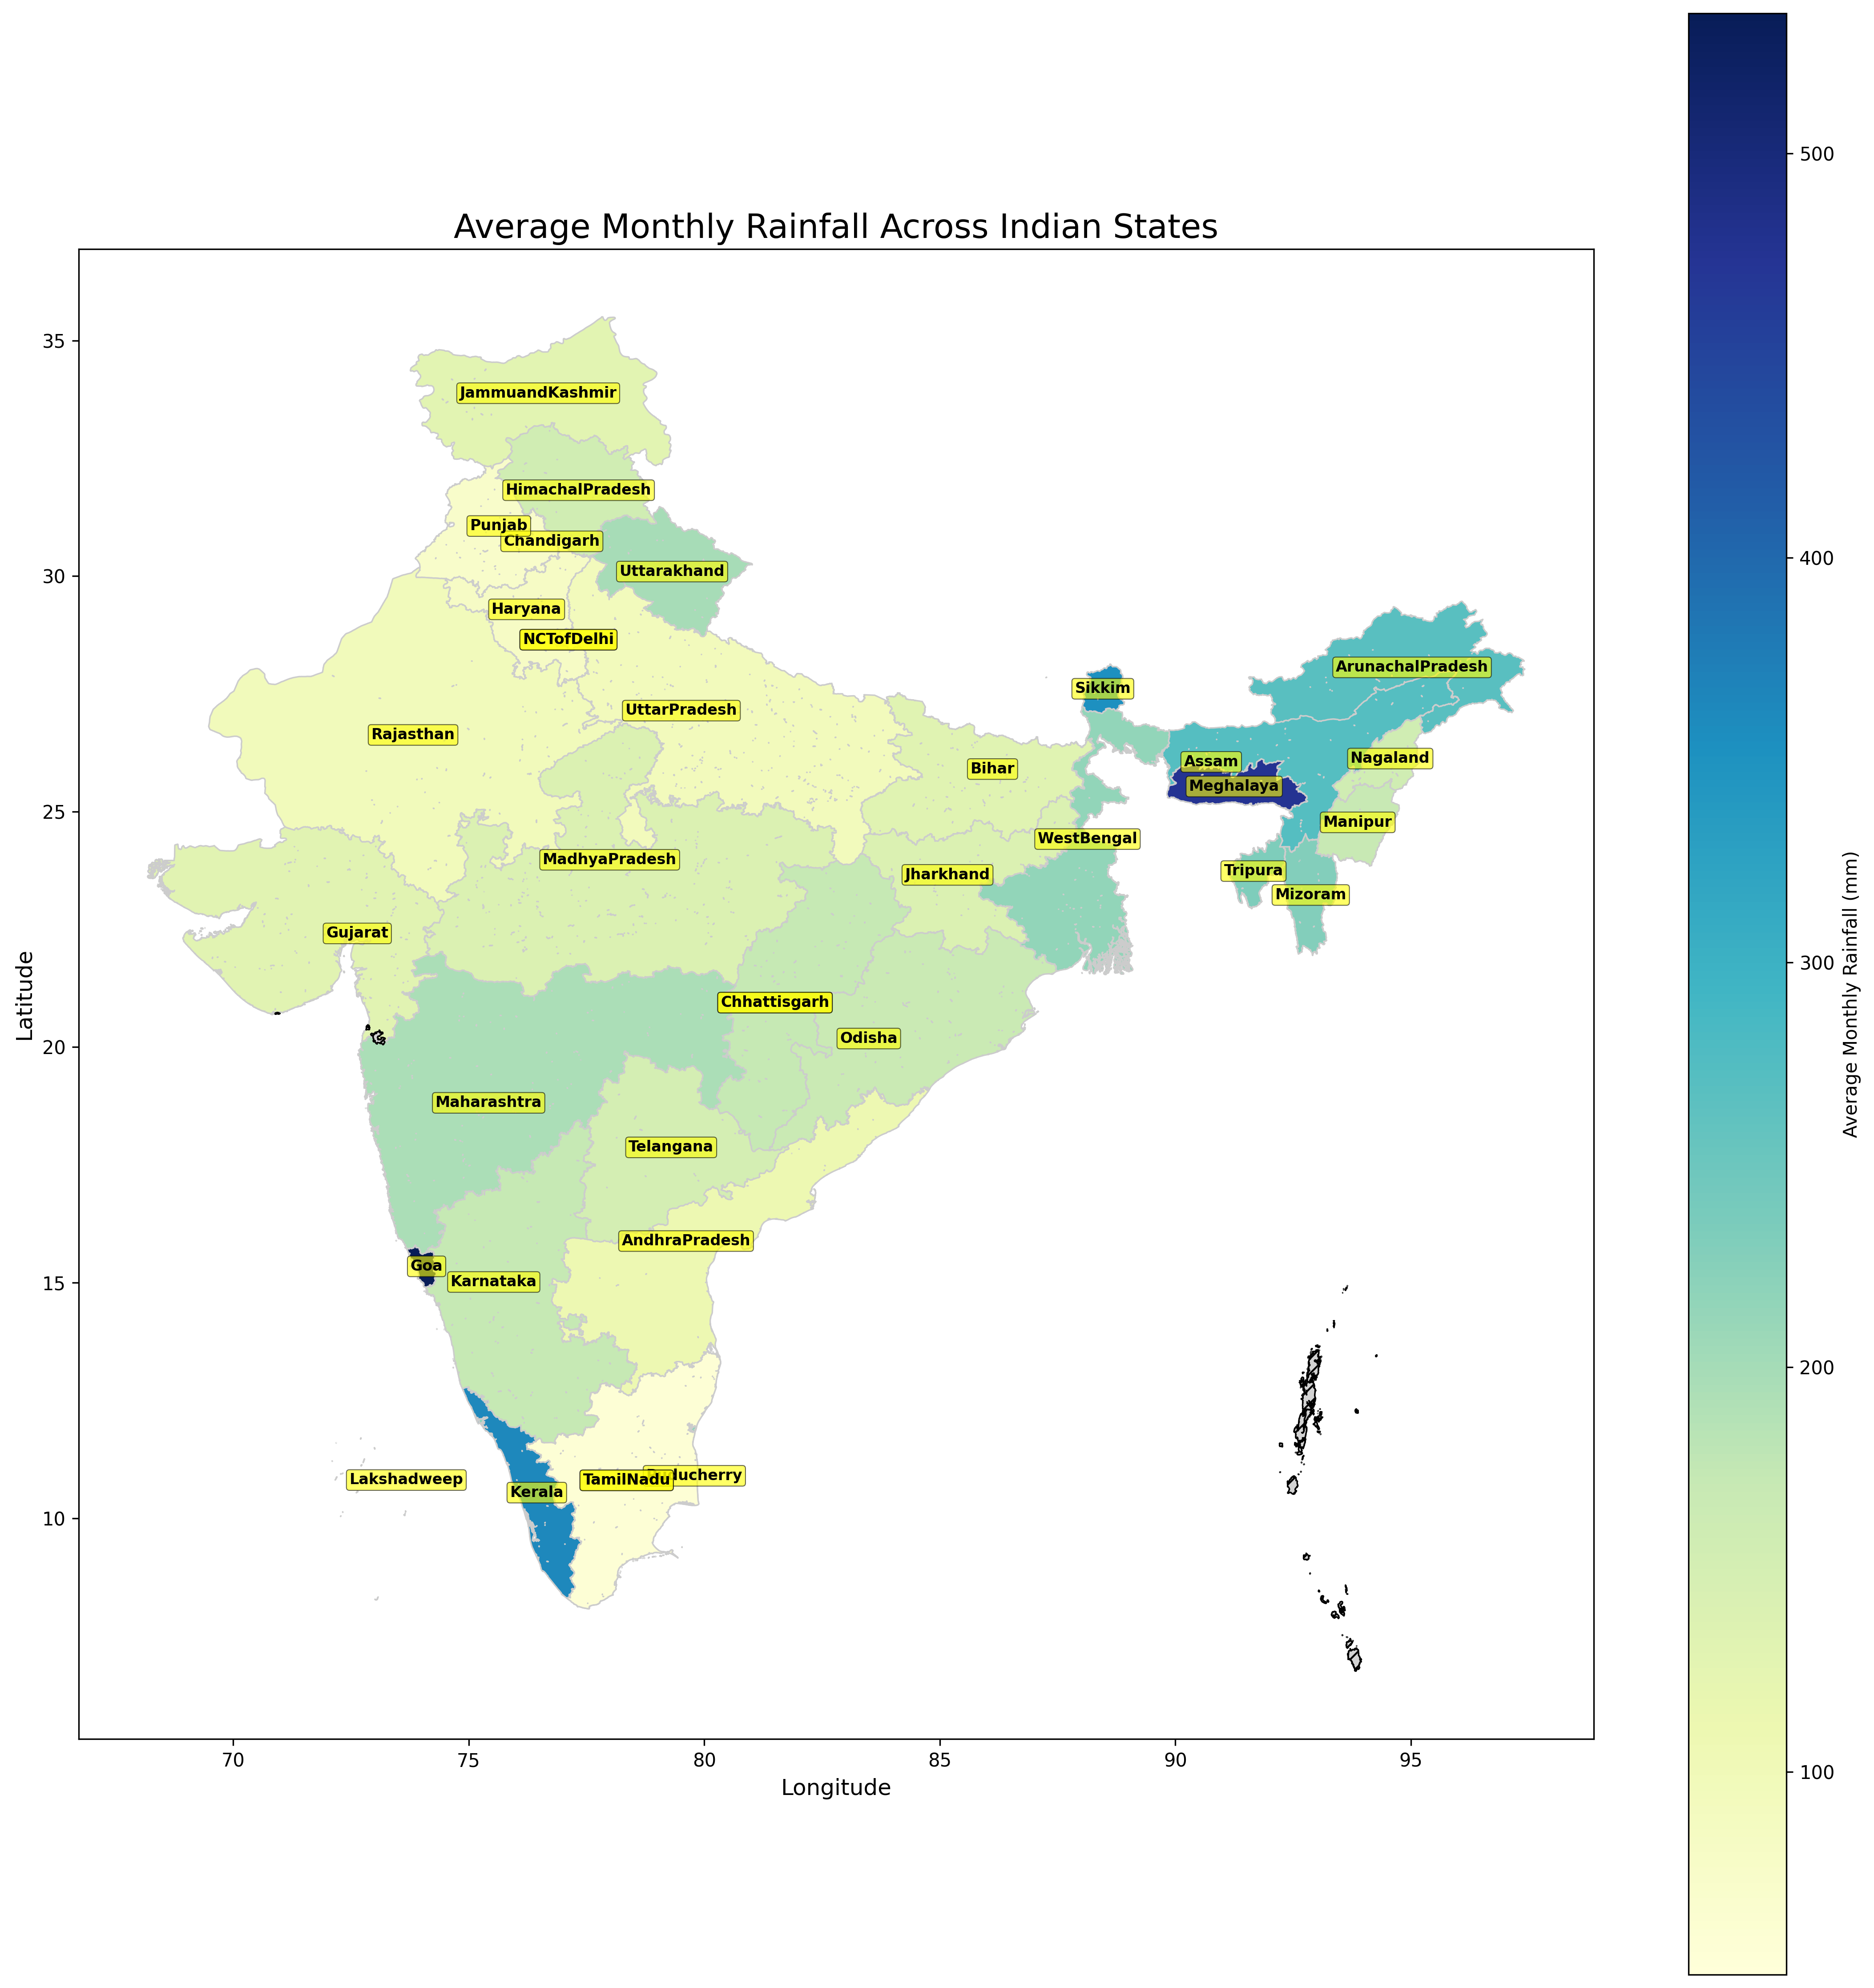 Average Monthly Rainfall Across Indian States
500
400
300
200
100
Average Monthly Rainfall (mm)
35
30
25
20
15
10
Latitude
70
75
80
85
90
95
Longitude
JammuandKashmir
HimachalPradesh
Punjab
Chandigarh
Uttarakhand
Haryana
NCTofDelhi
ArunachalPradesh
Sikkim
UttarPradesh
Rajasthan
Bihar
Assam
Nagaland
Meghalaya
Manipur
WestBengal
MadhyaPradesh
Jharkhand
Tripura
Mizoram
Gujarat
Chhattisgarh
Odisha
Maharashtra
Telangana
AndhraPradesh
Goa
Karnataka
Lakshadweep
TamilNadu
Kerala